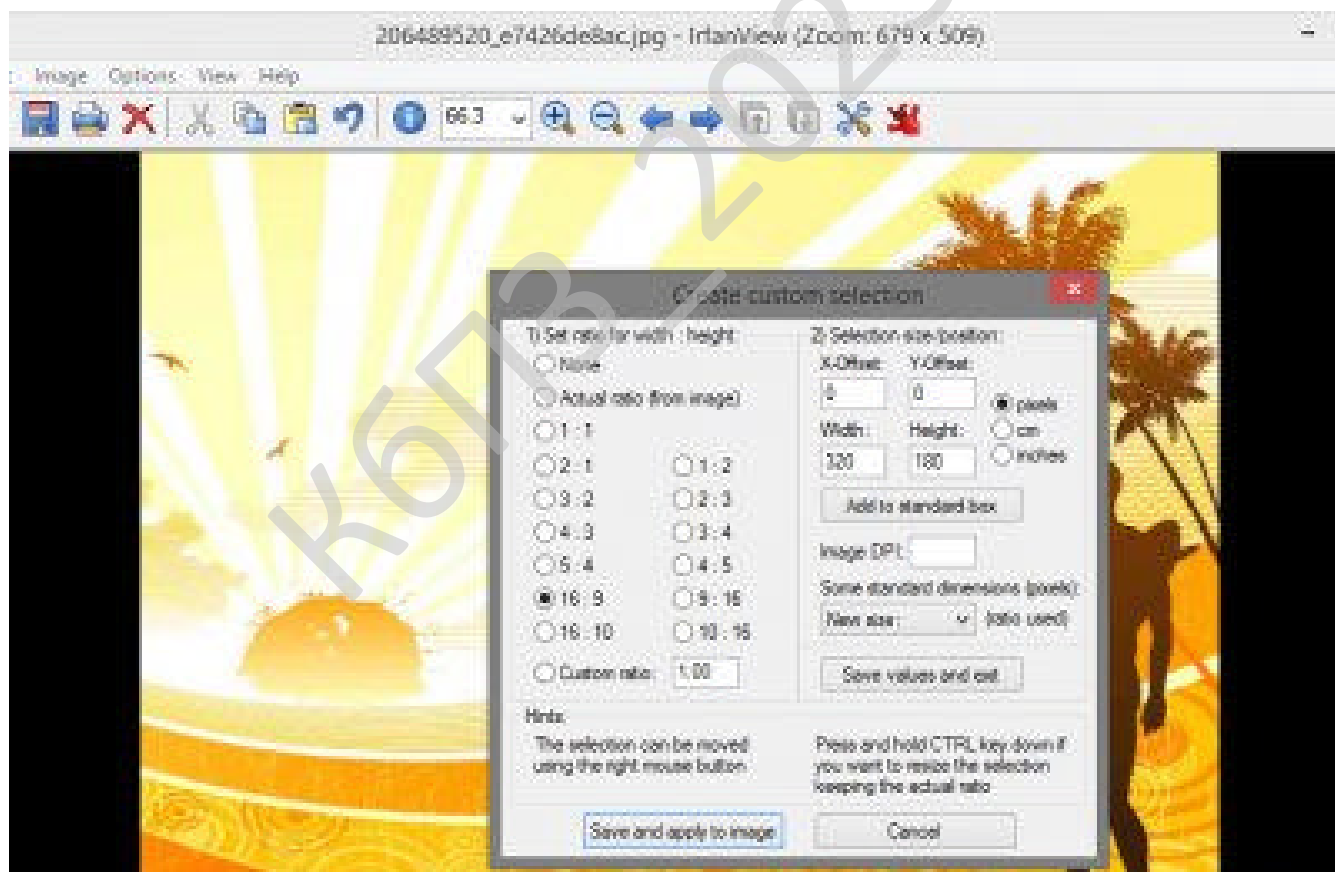 206489520_e7426de8ac.jpg - IrfanView (Zoom: 679 x 509)
Image Options View Help
66.3
Create custom selection
1) Set ratio for width : height
None
Actual ratio (from image)
1 : 1
2 : 1 1 : 2
3 : 2 2 : 3
4 : 3 3 : 4
5 : 4 4 : 5
16 : 9 9 : 16
16 : 10 10 : 16
Custom ratio: 1.00
2) Selection size/position:
X-Offset: Y-Offset:
0 0
pixels
Width: Height:
cm
320 180
inches
Add to standard box
Image DPI:
Some standard dimensions (pixels):
New size: (ratio used)
Save values and exit
Hints:
The selection can be moved
using the right mouse button
Press and hold CTRL key down if
you want to resize the selection
keeping the actual ratio
Save and apply to image
Cancel